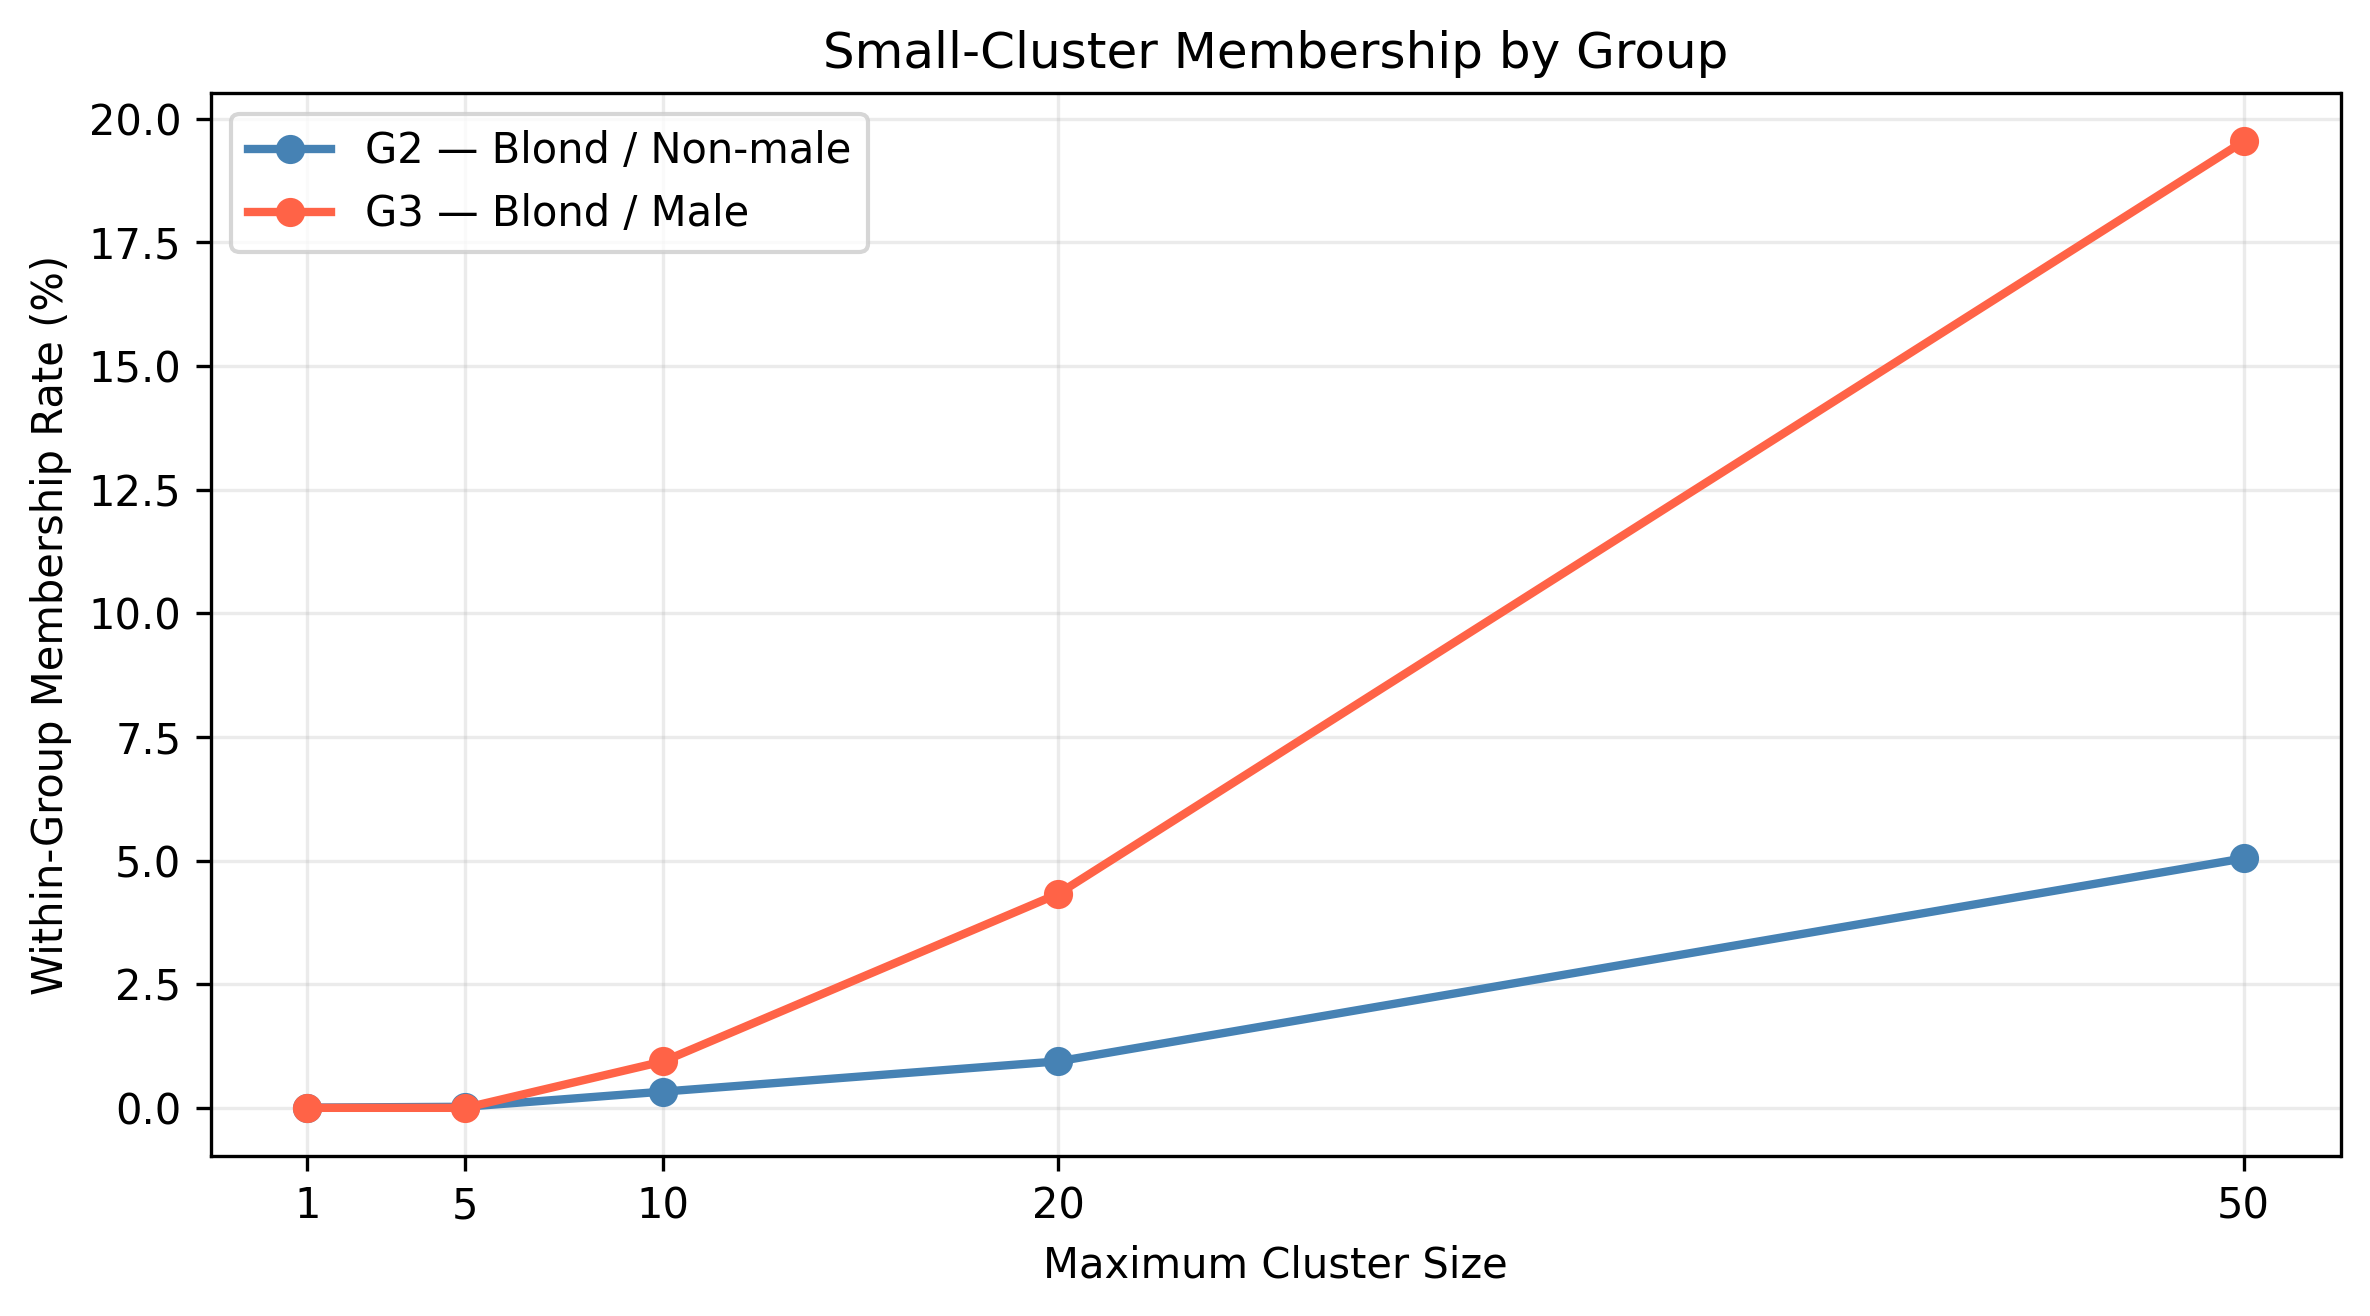 Small-Cluster Membership by Group
G2 — Blond / Non-male
G3 — Blond / Male
Within-Group Membership Rate (%)
20.0
17.5
15.0
12.5
10.0
7.5
5.0
2.5
0.0
1 5 10 20 50
Maximum Cluster Size